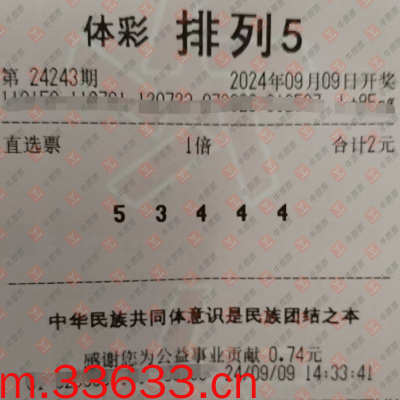 体彩 排列5
第 24243期 2024年09月09日开奖
直选票 1倍 合计2元
5 3 4 4 4
中华民族共同体意识是民族团结之本
感谢您为公益事业贡献 0.74元
24/09/09 14:33:41
m.33633.cn